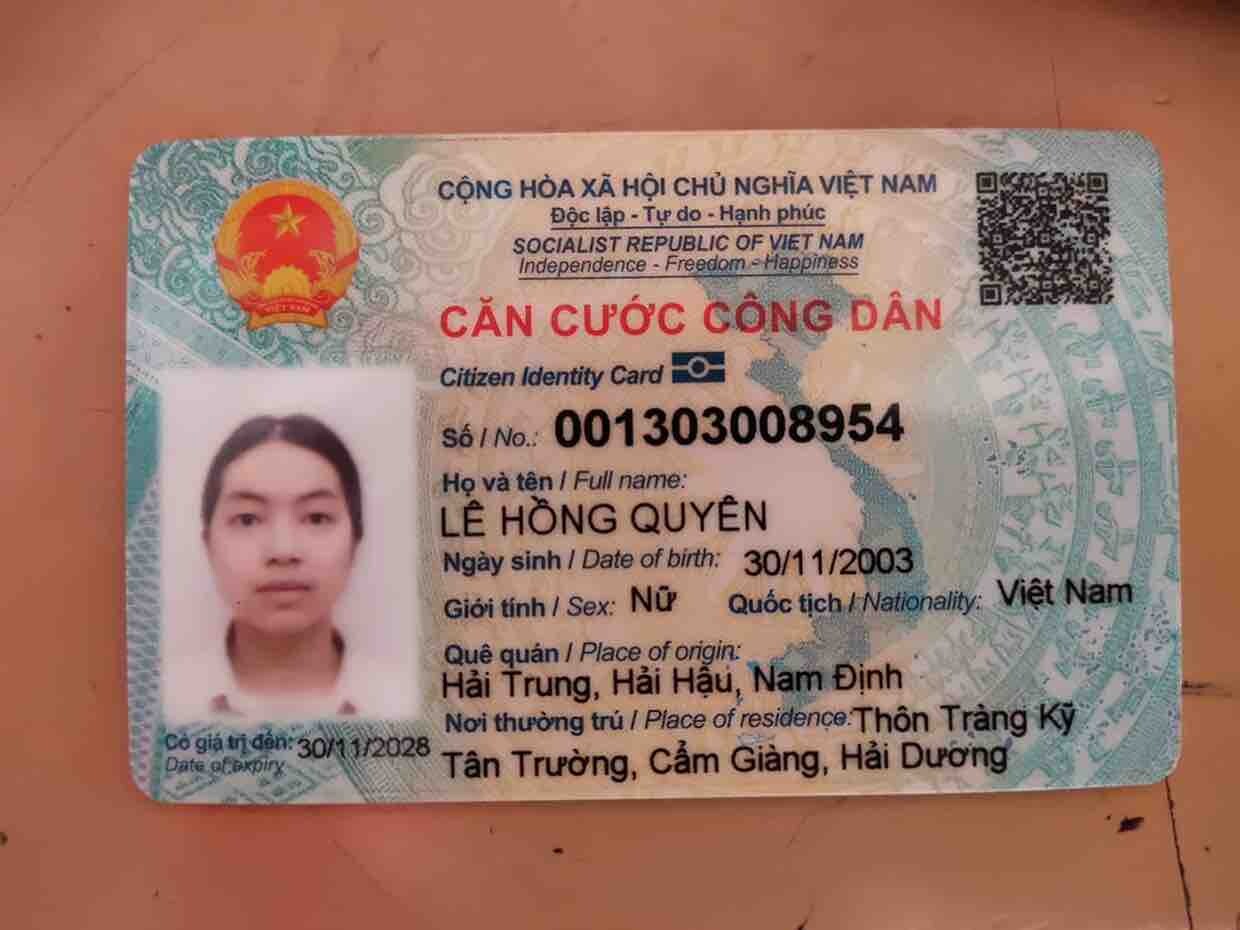 CỘNG HÒA XÃ HỘI CHỦ NGHĨA VIỆT NAM
Độc lập - Tự do - Hạnh phúc
SOCIALIST REPUBLIC OF VIET NAM
Independence - Freedom - Happiness
CĂN CƯỚC CÔNG DÂN
Citizen Identity Card
Số / No.: 001303008954
Họ và tên / Full name:
LÊ HỒNG QUYÊN
Ngày sinh / Date of birth: 30/11/2003
Giới tính / Sex: Nữ Quốc tịch / Nationality: Việt Nam
Quê quán / Place of origin:
Hải Trung, Hải Hậu, Nam Định
Nơi thường trú / Place of residence: Thôn Tràng Kỹ
Tân Trường, Cẩm Giàng, Hải Dương
Có giá trị đến: 30/11/2028
Date of expiry
VIỆT NAM